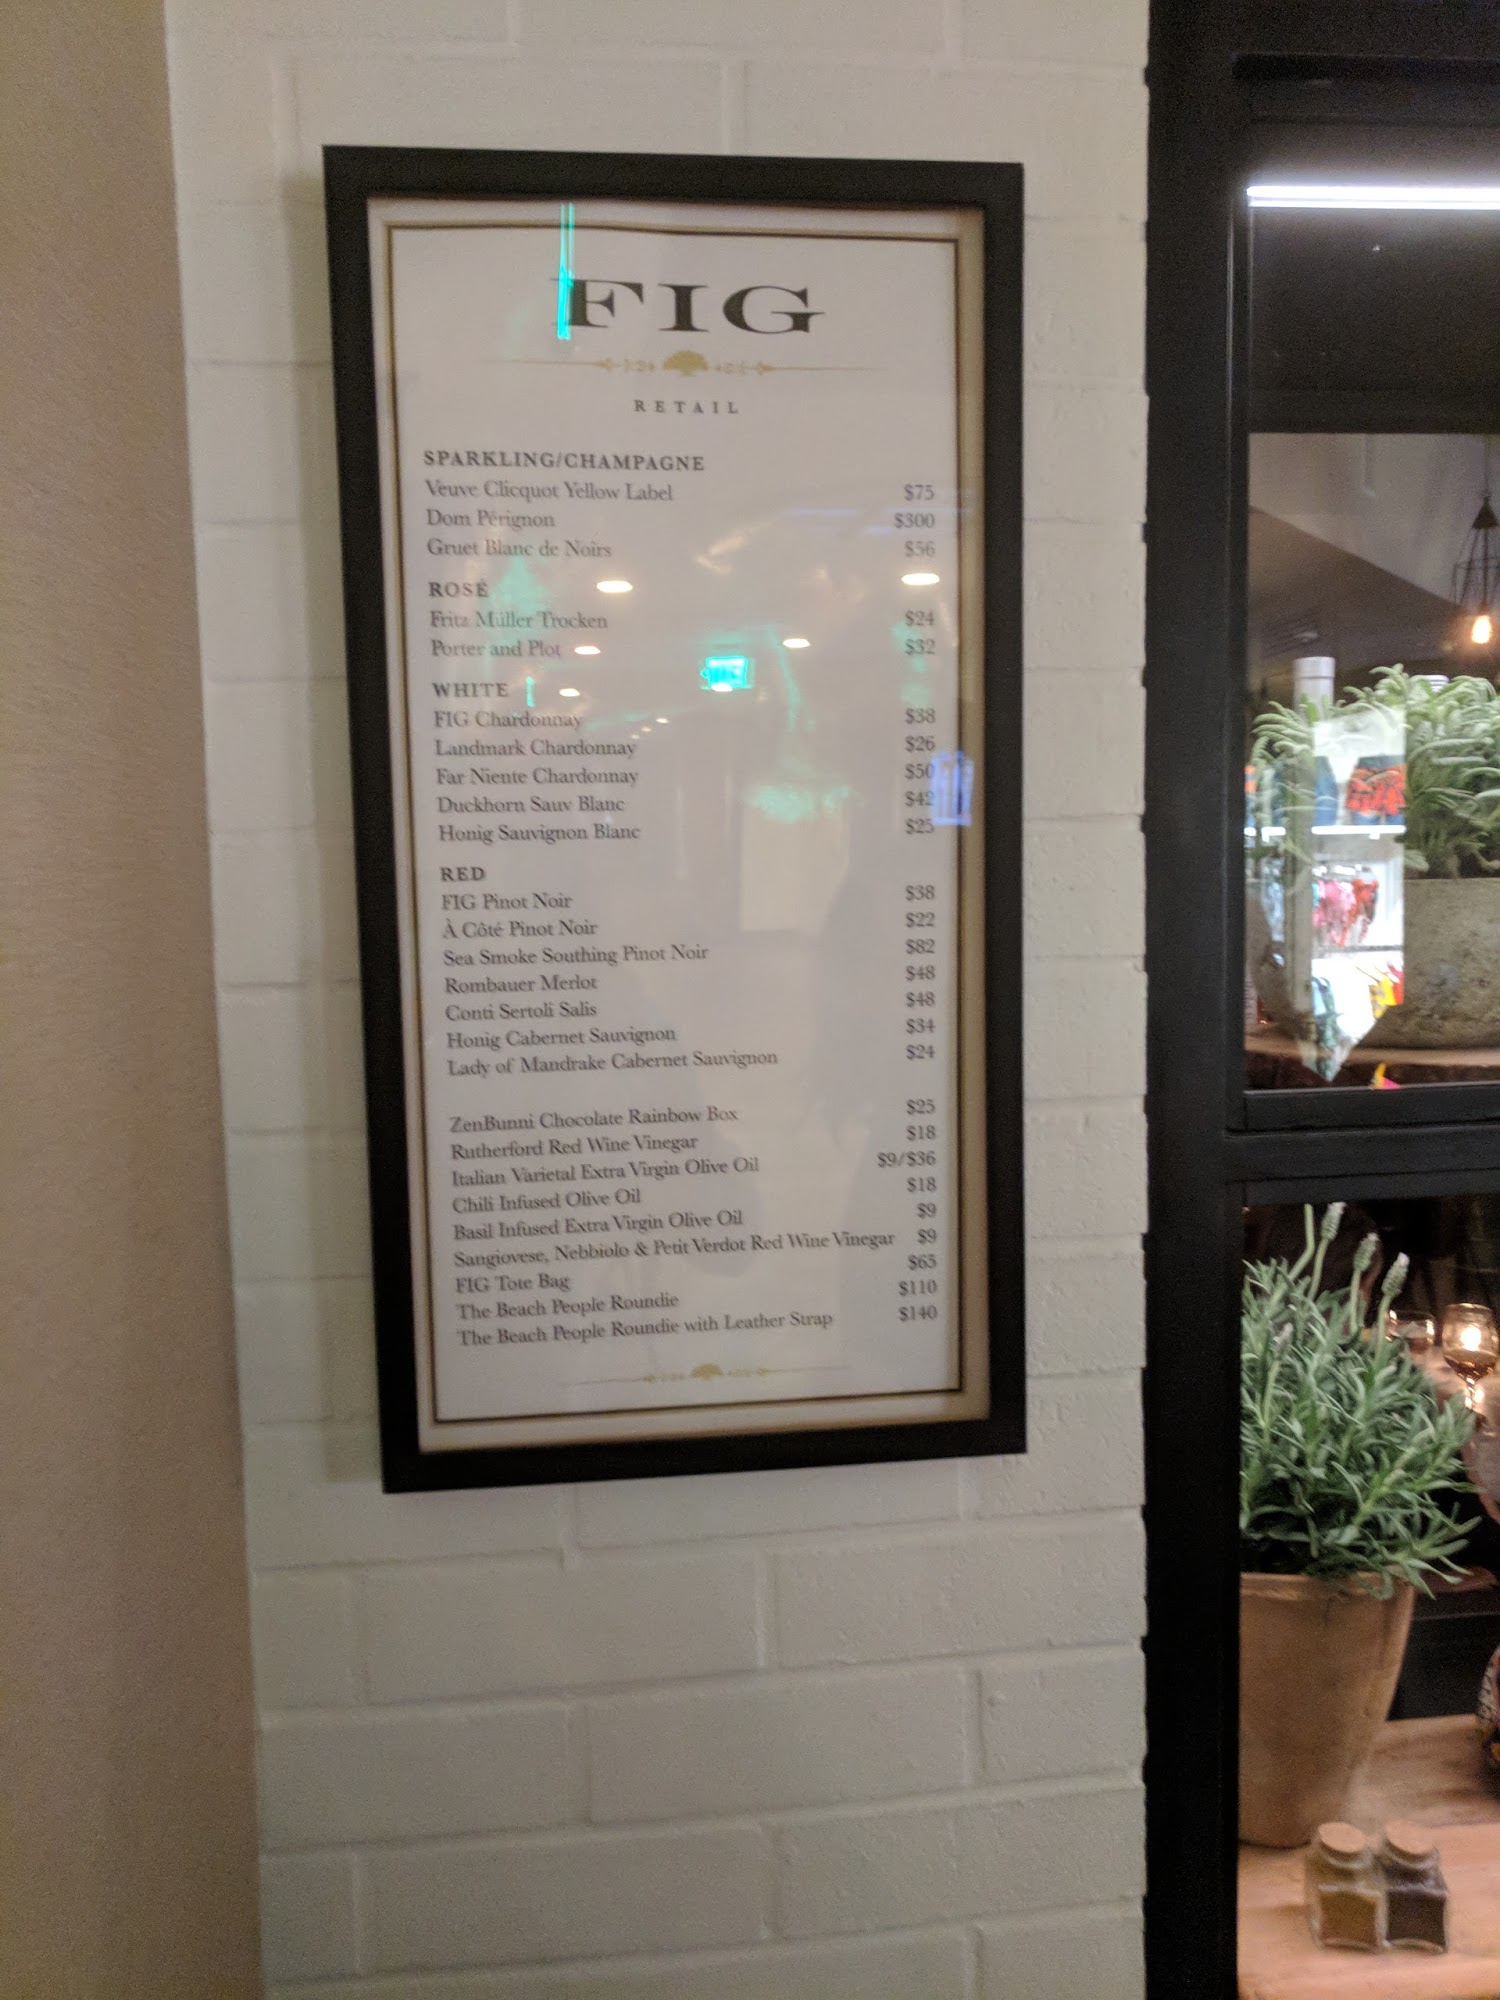 FIG
RETAIL
SPARKLING/CHAMPAGNE
Veuve Clicquot Yellow Label $75
Dom Pérignon $300
Gruet Blanc de Noirs $56
ROSÉ
Fritz Müller Trocken $24
Porter and Plot $32
WHITE
FIG Chardonnay $38
Landmark Chardonnay $26
Far Niente Chardonnay $50
Duckhorn Sauv Blanc $42
Honig Sauvignon Blanc $25
RED
FIG Pinot Noir $38
À Côté Pinot Noir $22
Sea Smoke Southing Pinot Noir $82
Rombauer Merlot $48
Conti Sertoli Salis $48
Honig Cabernet Sauvignon $34
Lady of Mandrake Cabernet Sauvignon $24
ZenBunni Chocolate Rainbow Box $25
Rutherford Red Wine Vinegar $18
Italian Varietal Extra Virgin Olive Oil $9/$36
Chili Infused Olive Oil $18
Basil Infused Extra Virgin Olive Oil $9
Sangiovese, Nebbiolo & Petit Verdot Red Wine Vinegar $9
FIG Tote Bag $65
The Beach People Roundie $110
The Beach People Roundie with Leather Strap $140